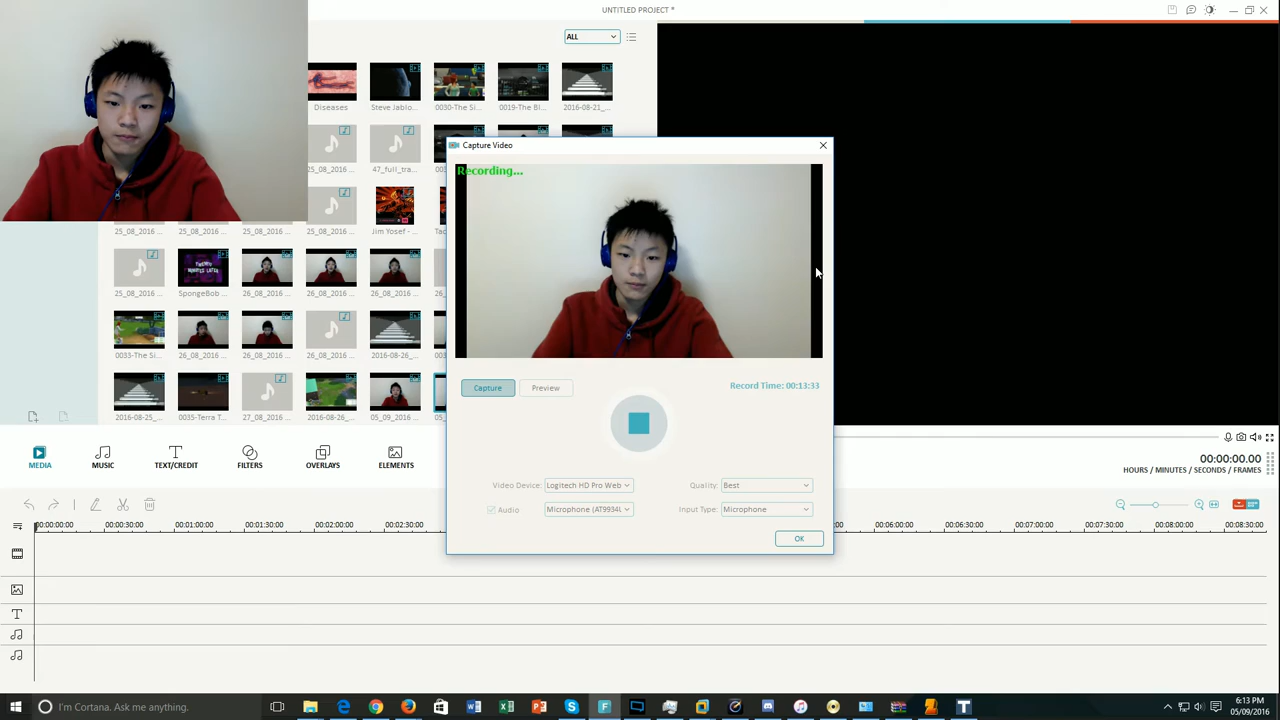 UNTITLED PROJECT *
ALL
Diseases
Steve Jablo...
0030-The Si...
0019-The Bl...
2016-08-21_...
Capture Video
Recording...
25_08_2016
47_full_tra...
25_08_2016 ...
25_08_2016 ...
25_08_2016 ...
25_08_2016
Jim Yosef - ...
25_08_2016 ...
SpongeBob
26_08_2016 ...
26_08_2016 ...
26_08_2016 ...
0033-The Si...
26_08_2016 ...
26_08_2016 ...
26_08_2016 ...
2016-08-26_...
2016-08-25_...
0035-Terra T...
27_08_2016 ...
2016-08-26_...
05_09_2016
Capture
Preview
Record Time: 00:13:33
MEDIA
MUSIC
TEXT/CREDIT
FILTERS
OVERLAYS
ELEMENTS
00:00:00.00
HOURS / MINUTES / SECONDS / FRAMES
Video Device:
Logitech HD Pro Web
Quality:
Best
Audio
Microphone (AT9934U
Input Type:
Microphone
OK
00:00:00:00
00:00:30:00
00:01:00:00
00:01:30:00
00:02:00:00
00:02:30:00
00:06:00:00
00:06:30:00
00:07:00:00
00:07:30:00
00:08:00:00
00:08:30:00
I'm Cortana. Ask me anything.
6:13 PM
05/09/2016